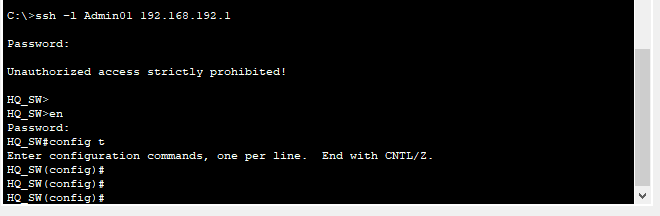 C:\>ssh -l Admin01 192.168.192.1
Password:
Unauthorized access strictly prohibited!
HQ_SW>
HQ_SW>en
Password:
HQ_SW#config t
Enter configuration commands, one per line.  End with CNTL/Z.
HQ_SW(config)#
HQ_SW(config)#
HQ_SW(config)#